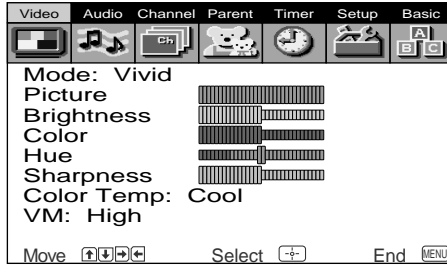 Video Audio Channel Parent Timer Setup Basic
Ch A B C
Mode: Vivid
Picture
Brightness
Color
Hue
Sharpness
Color Temp: Cool
VM: High
Move Select End MENU